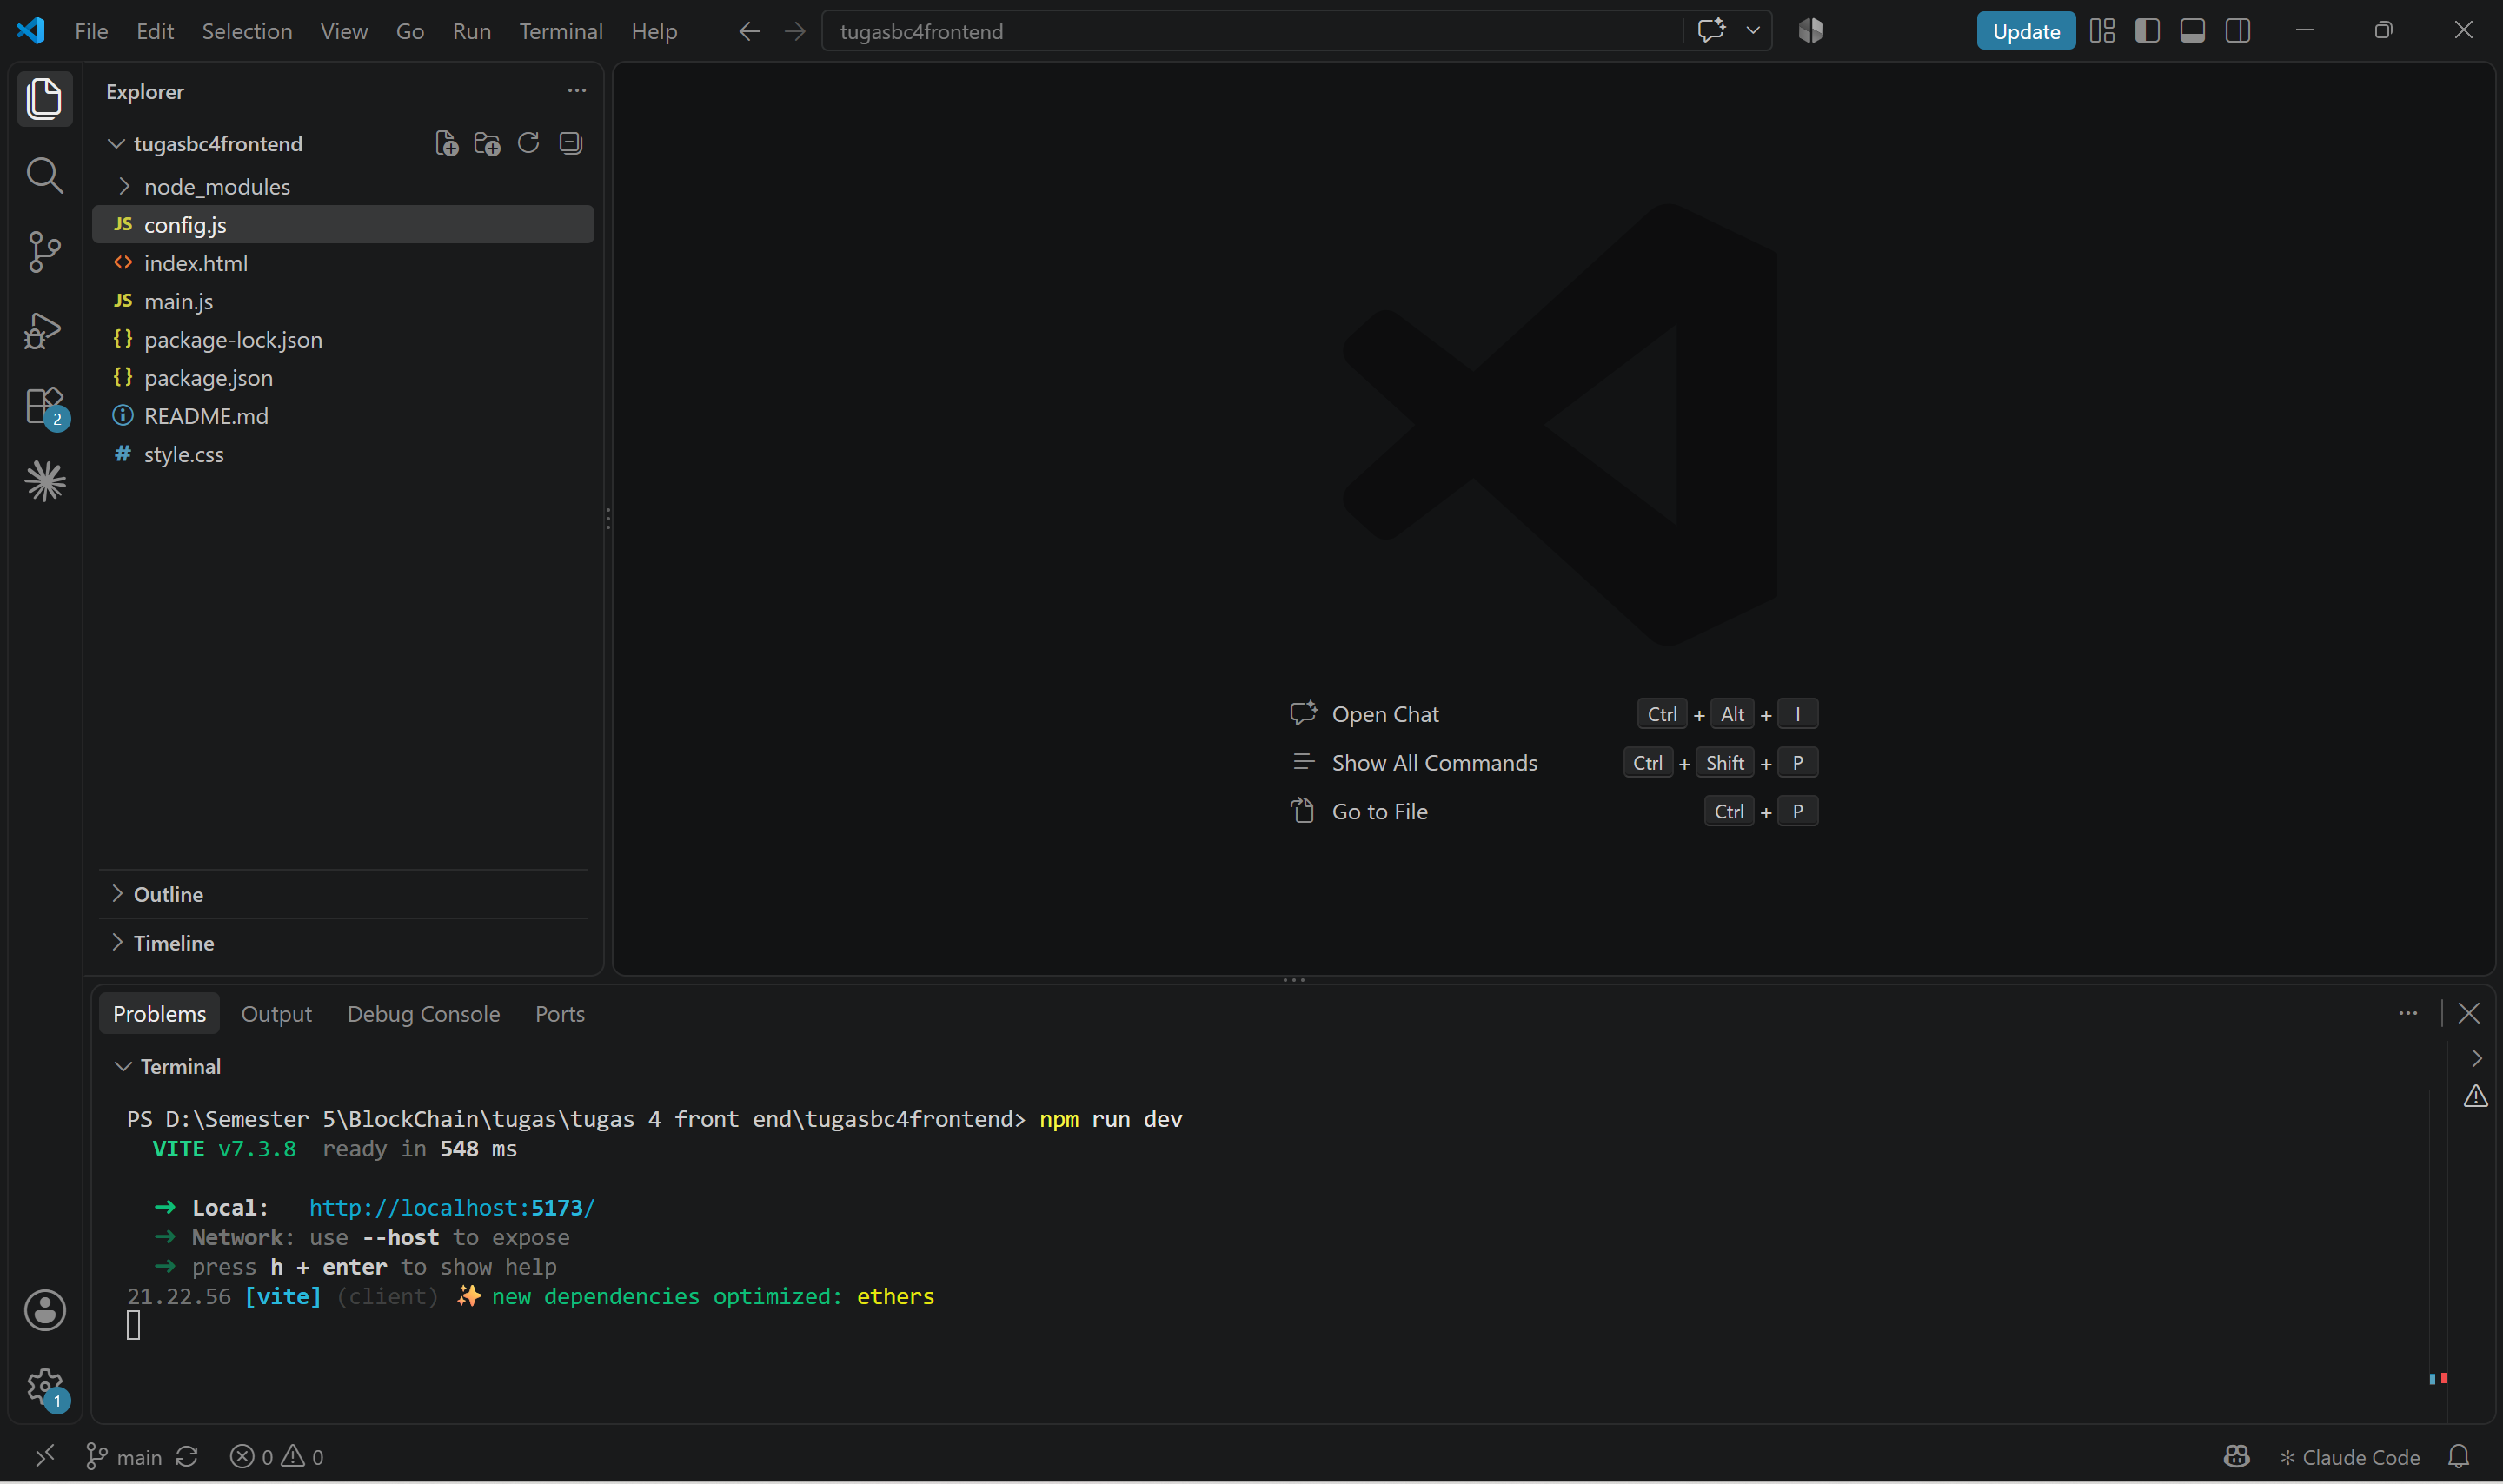 File Edit Selection View Go Run Terminal Help tugasbc4frontend Update
Explorer
tugasbc4frontend
node_modules
JS config.js
<> index.html
JS main.js
{} package-lock.json
{} package.json
README.md
# style.css
2
Outline
Timeline
Open Chat Ctrl + Alt + I
Show All Commands Ctrl + Shift + P
Go to File Ctrl + P
Problems Output Debug Console Ports
Terminal
PS D:\Semester 5\BlockChain\tugas\tugas 4 front end\tugasbc4frontend> npm run dev
VITE v7.3.8 ready in 548 ms
➜ Local: http://localhost:5173/
➜ Network: use --host to expose
➜ press h + enter to show help
21.22.56 [vite] (client) ✨ new dependencies optimized: ethers
1
main 0 0 Claude Code